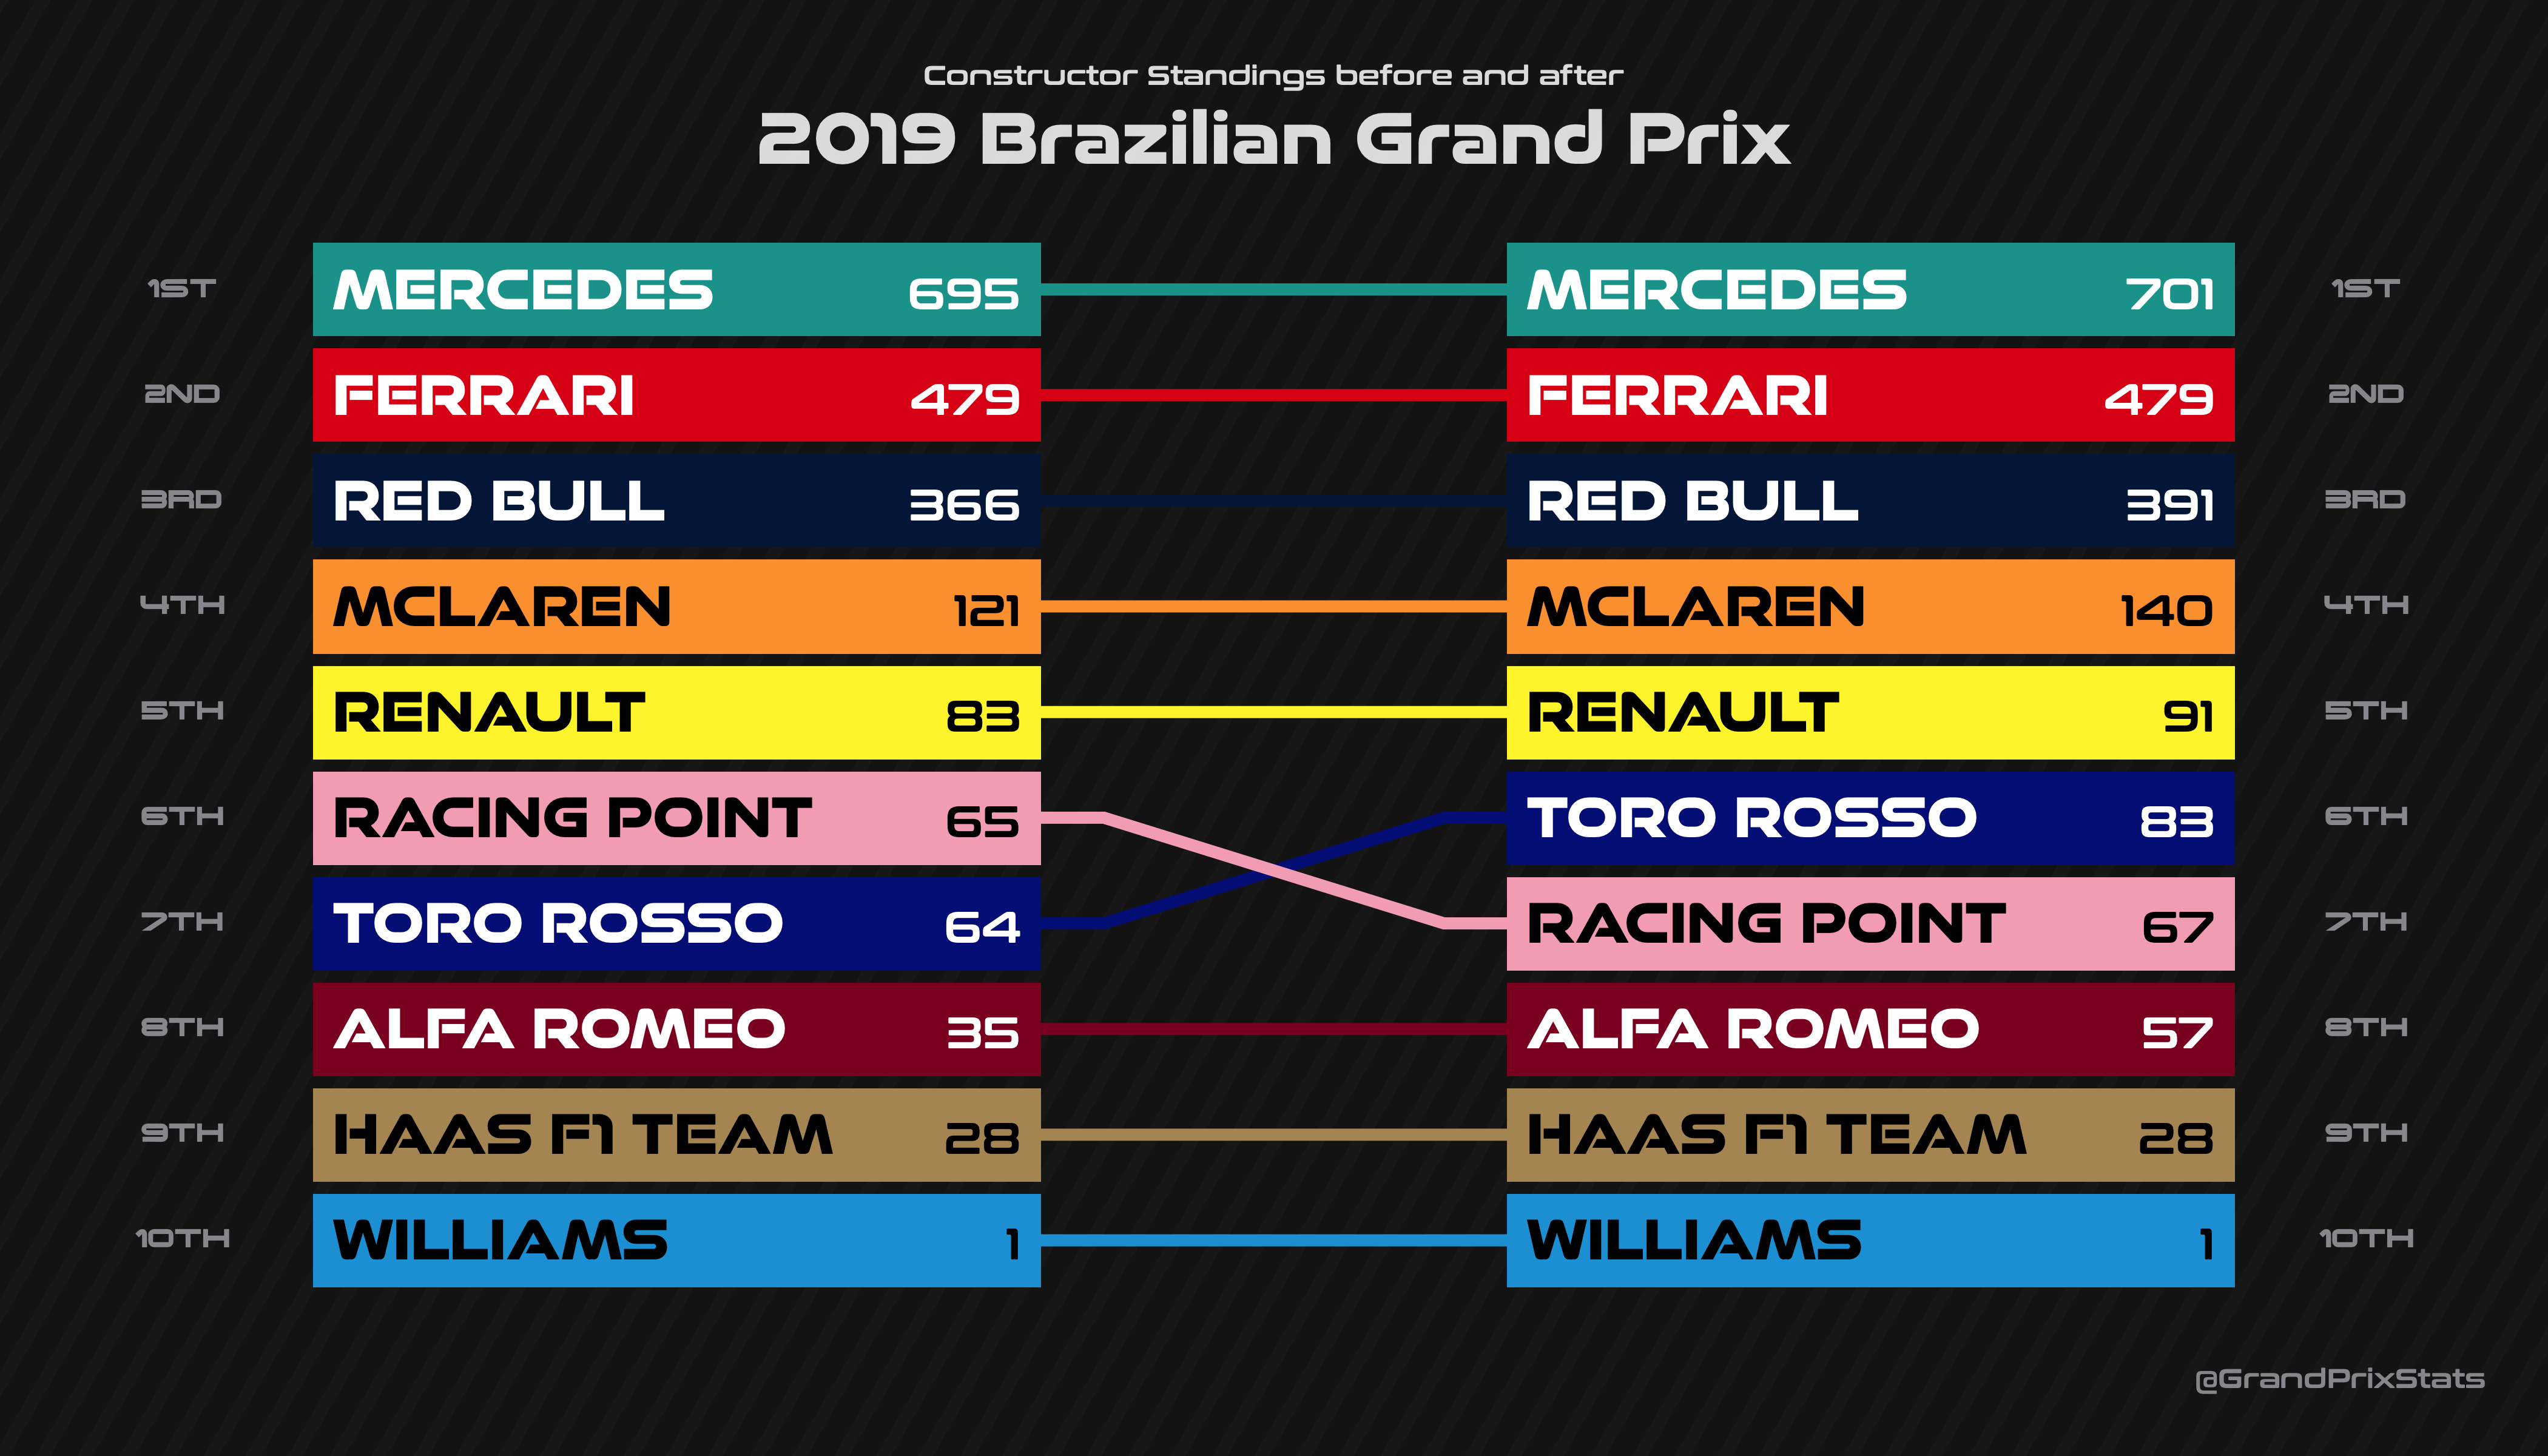 Constructor Standings before and after
2019 Brazilian Grand Prix
1ST MERCEDES 695 MERCEDES 701 1ST
2ND FERRARI 479 FERRARI 479 2ND
3RD RED BULL 366 RED BULL 391 3RD
4TH MCLAREN 121 MCLAREN 140 4TH
5TH RENAULT 83 RENAULT 91 5TH
6TH RACING POINT 65 TORO ROSSO 83 6TH
7TH TORO ROSSO 64 RACING POINT 67 7TH
8TH ALFA ROMEO 35 ALFA ROMEO 57 8TH
9TH HAAS F1 TEAM 28 HAAS F1 TEAM 28 9TH
10TH WILLIAMS 1 WILLIAMS 1 10TH
@GrandPrixStats